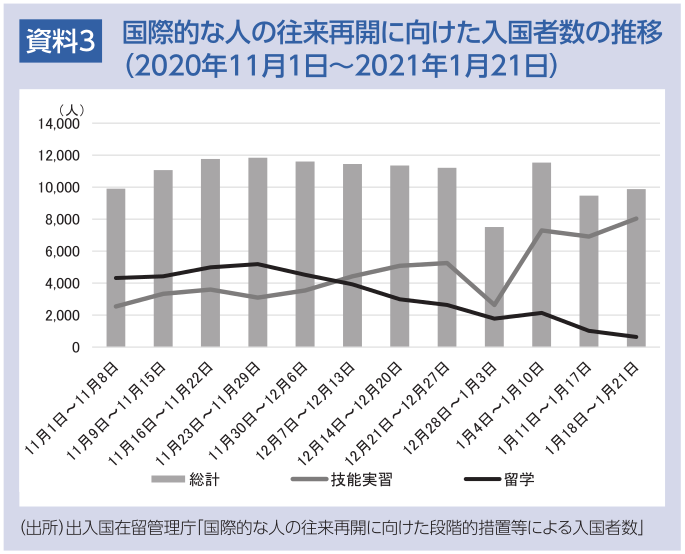 資料3
国際的な人の往来再開に向けた入国者数の推移
(2020年11月1日～2021年1月21日)
(人)
14,000
12,000
10,000
8,000
6,000
4,000
2,000
0
11月1日～11月8日
11月9日～11月15日
11月16日～11月22日
11月23日～11月29日
11月30日～12月6日
12月7日～12月13日
12月14日～12月20日
12月21日～12月27日
12月28日～1月3日
1月4日～1月10日
1月11日～1月17日
1月18日～1月21日
総計 技能実習 留学
(出所)出入国在留管理庁「国際的な人の往来再開に向けた段階的措置等による入国者数」